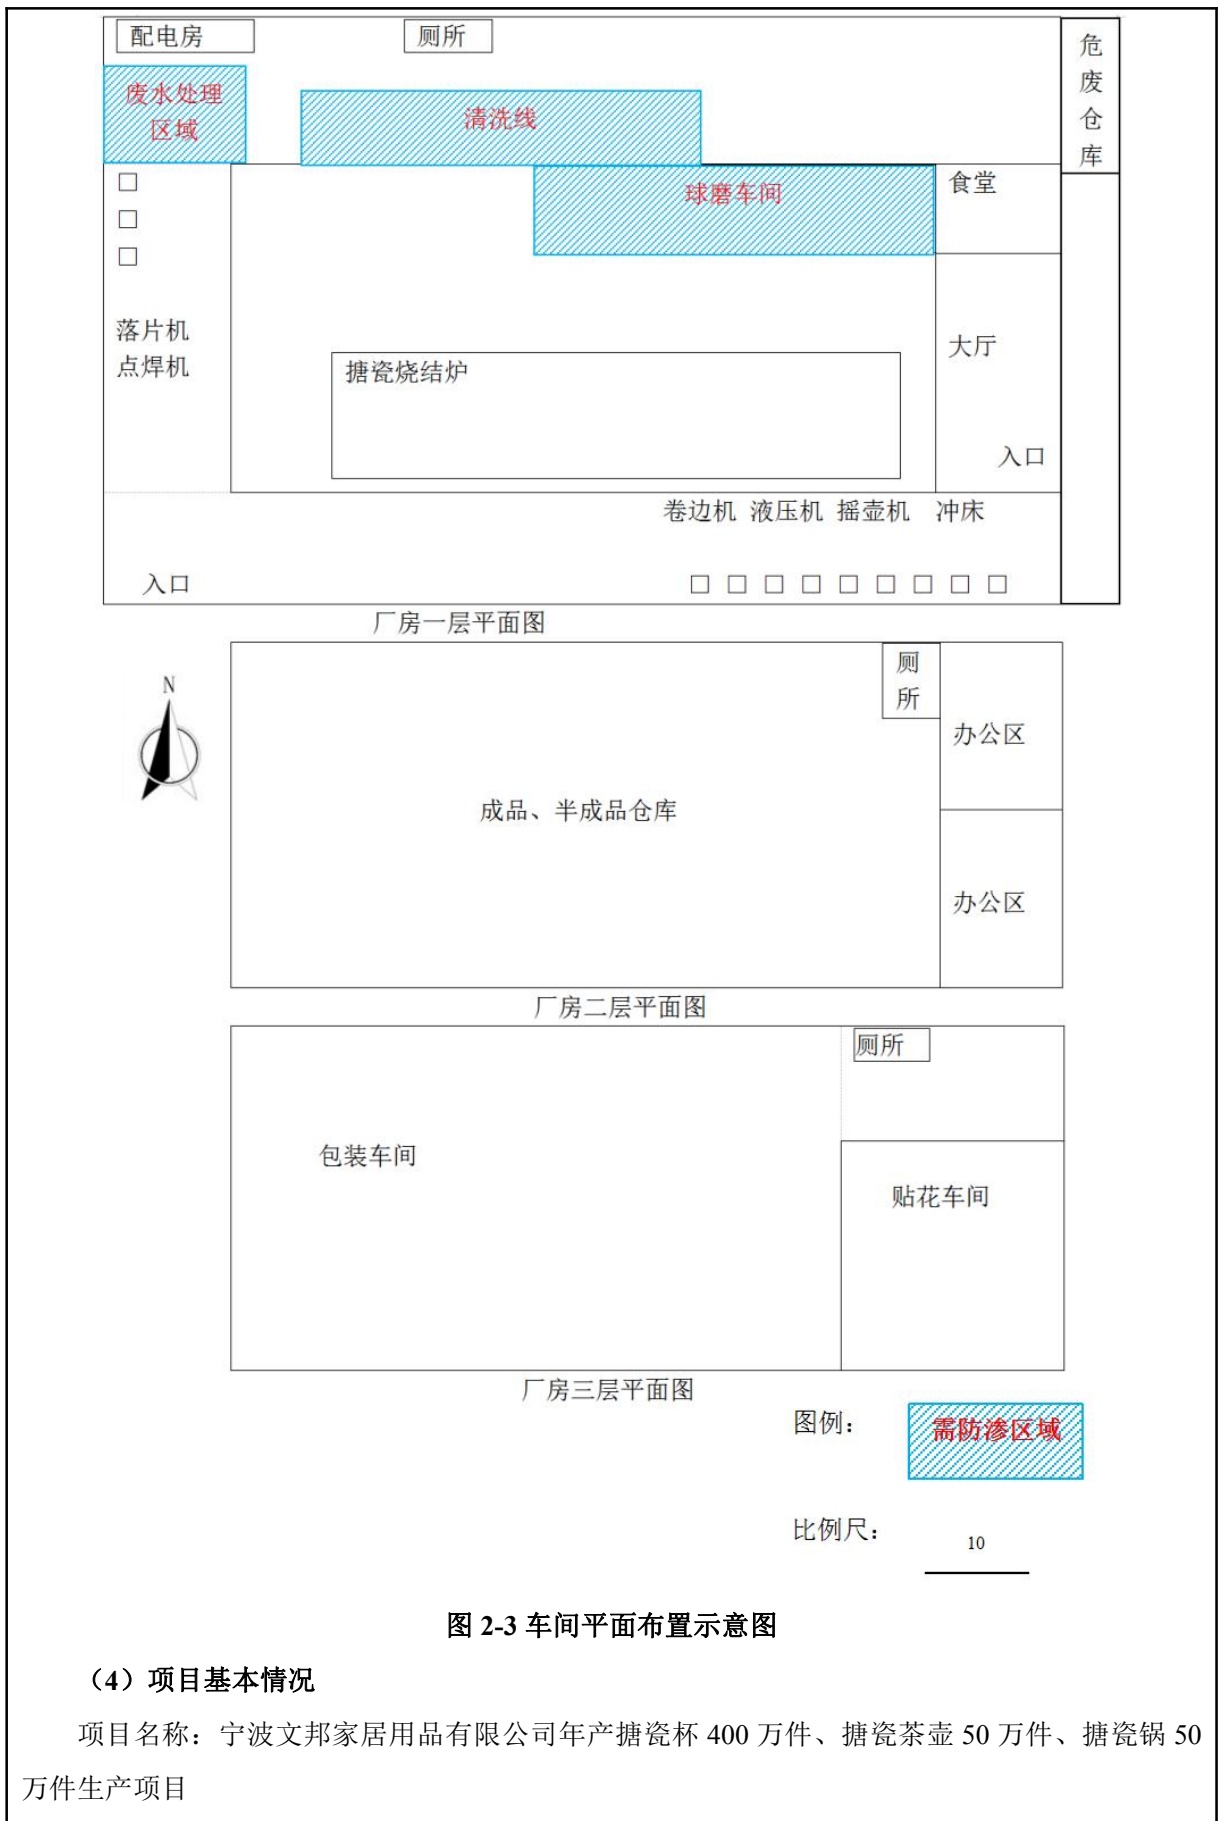 配电房
厕所
危
废
仓
库
废水处理
区域
清洗线
球磨车间
食堂
□
□
□
落片机
点焊机
搪瓷烧结炉
大厅
入口
卷边机 液压机 摇壶机 冲床
入口
□ □ □ □ □ □ □ □ □
厂房一层平面图
N
厕
所
办公区
成品、半成品仓库
办公区
厂房二层平面图
厕所
包装车间
贴花车间
厂房三层平面图
图例：
需防渗区域
比例尺：
10
图 2-3 车间平面布置示意图
（4）项目基本情况
项目名称：宁波文邦家居用品有限公司年产搪瓷杯 400 万件、搪瓷茶壶 50 万件、搪瓷锅 50
万件生产项目